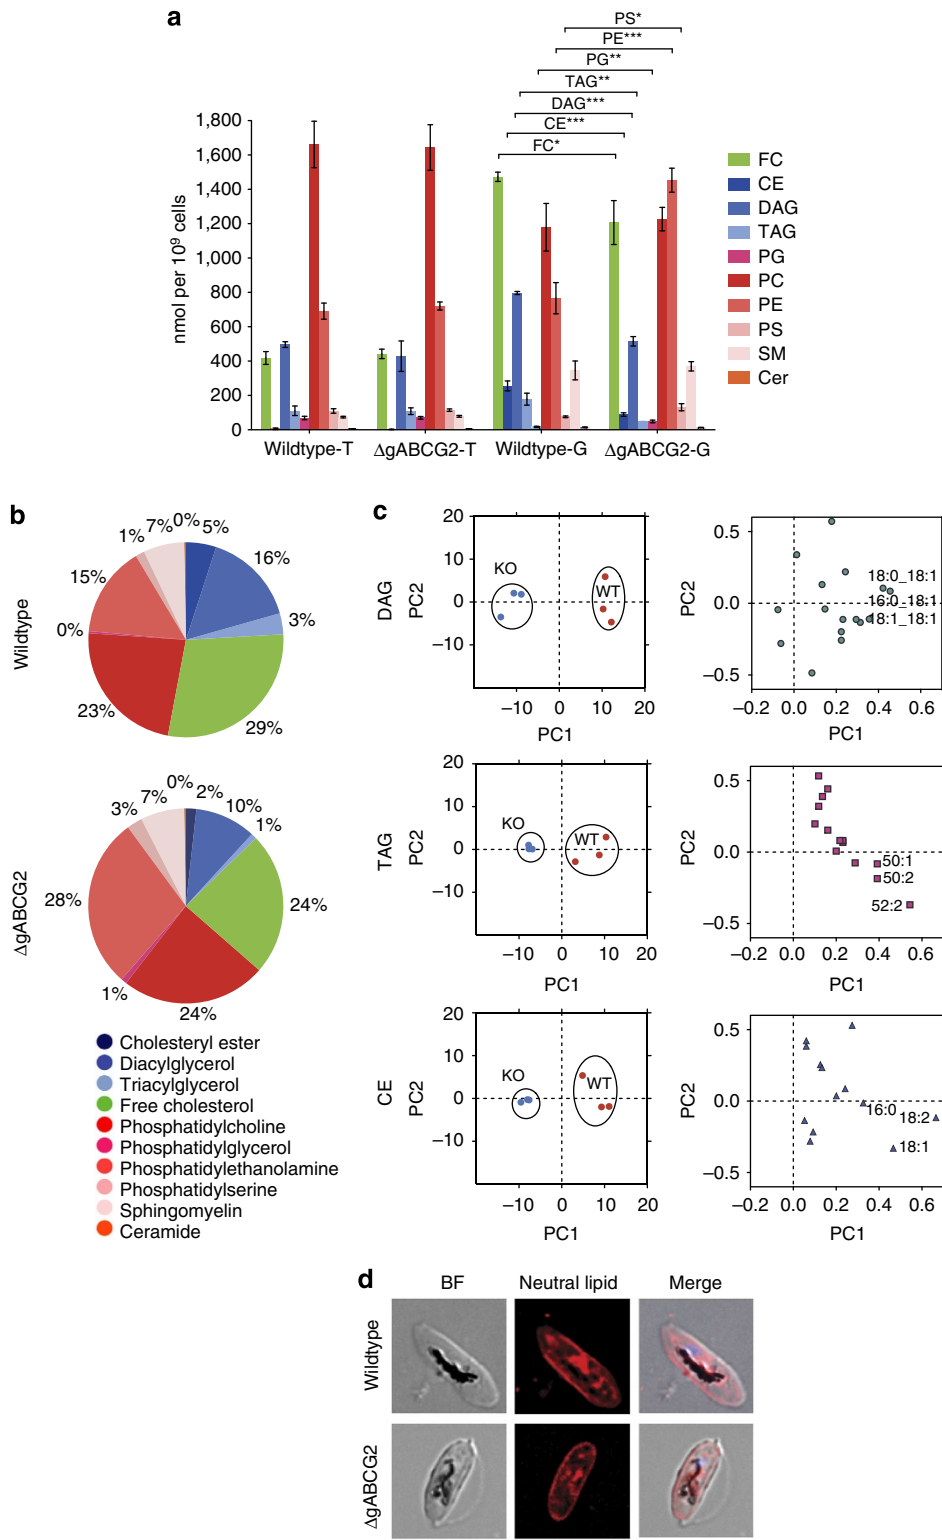 a
PS*
PE***
PG**
TAG**
DAG***
CE***
FC*
nmol per 10⁹ cells
1,800
1,600
1,400
1,200
1,000
800
600
400
200
0
Wildtype-T
ΔgABCG2-T
Wildtype-G
ΔgABCG2-G
FC
CE
DAG
TAG
PG
PC
PE
PS
SM
Cer
b
Wildtype
0%
5%
16%
3%
29%
23%
0%
15%
1%
7%
ΔgABCG2
0%
2%
10%
1%
24%
24%
1%
28%
3%
7%
Cholesteryl ester
Diacylglycerol
Triacylglycerol
Free cholesterol
Phosphatidylcholine
Phosphatidylglycerol
Phosphatidylethanolamine
Phosphatidylserine
Sphingomyelin
Ceramide
c
DAG
PC2
20
10
0
−10
KO
WT
−10 0 10 20
PC1
PC2
0.5
0.0
−0.5
18:0_18:1
16:0_18:1
18:1_18:1
−0.2 0.0 0.2 0.4 0.6
PC1
TAG
PC2
20
10
0
−10
KO
WT
−10 0 10 20
PC1
PC2
0.5
0.0
−0.5
50:1
50:2
52:2
−0.2 0.0 0.2 0.4 0.6
PC1
CE
PC2
20
10
0
−10
KO
WT
−10 0 10 20
PC1
PC2
0.5
0.0
−0.5
16:0
18:2
18:1
−0.2 0.0 0.2 0.4 0.6
PC1
d
BF
Neutral lipid
Merge
Wildtype
ΔgABCG2